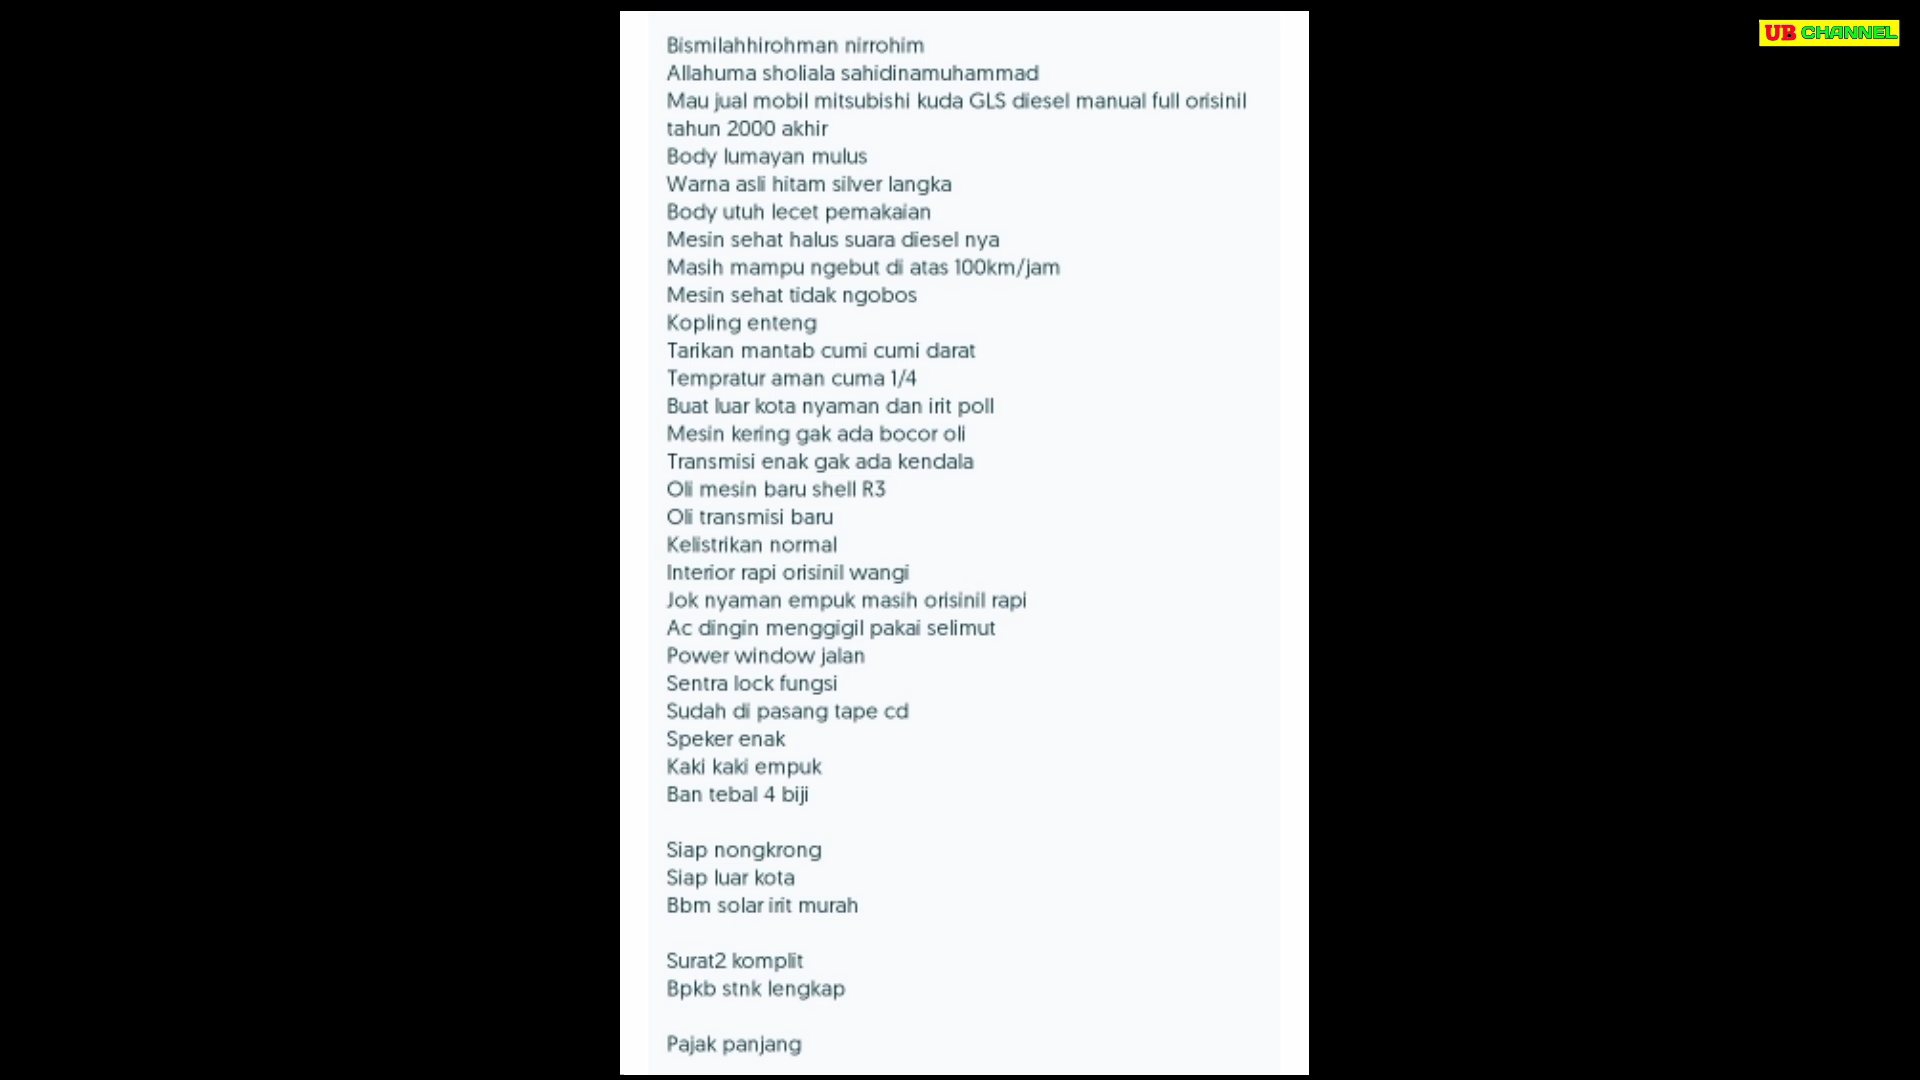 UB CHANNEL
Bismilahhirohman nirrohim
Allahuma sholiala sahidinamuhammad
Mau jual mobil mitsubishi kuda GLS diesel manual full orisinil
tahun 2000 akhir
Body lumayan mulus
Warna asli hitam silver langka
Body utuh lecet pemakaian
Mesin sehat halus suara diesel nya
Masih mampu ngebut di atas 100km/jam
Mesin sehat tidak ngobos
Kopling enteng
Tarikan mantab cumi cumi darat
Tempratur aman cuma 1/4
Buat luar kota nyaman dan irit poll
Mesin kering gak ada bocor oli
Transmisi enak gak ada kendala
Oli mesin baru shell R3
Oli transmisi baru
Kelistrikan normal
Interior rapi orisinil wangi
Jok nyaman empuk masih orisinil rapi
Ac dingin menggigil pakai selimut
Power window jalan
Sentra lock fungsi
Sudah di pasang tape cd
Speker enak
Kaki kaki empuk
Ban tebal 4 biji
Siap nongkrong
Siap luar kota
Bbm solar irit murah
Surat2 komplit
Bpkb stnk lengkap
Pajak panjang